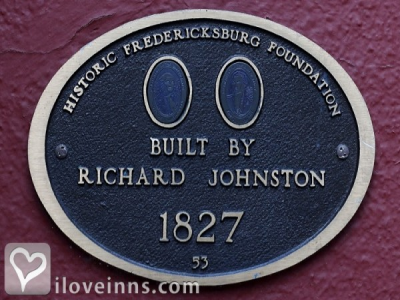 HISTORIC FREDERICKSBURG FOUNDATION
BUILT BY
RICHARD JOHNSTON
1827
53
iloveinns.com